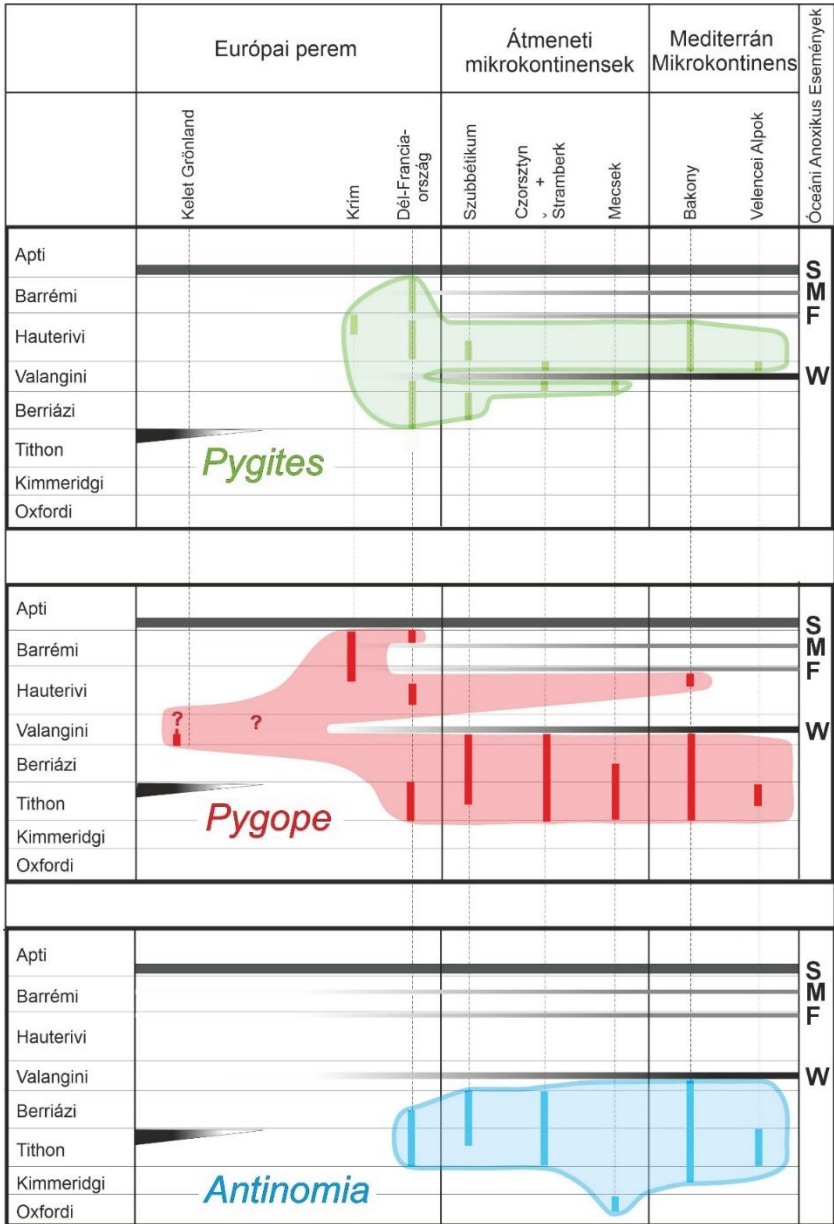 Európai perem
Átmeneti
mikrokontinensek
Mediterrán
Mikrokontinens
Óceáni Anoxikus Események
Kelet Grönland
Krím
Dél-Francia-
ország
Szubbétikum
Czorsztyn
+
Štramberk
Mecsek
Bakony
Velencei Alpok
Apti
Barrémi
Hauterivi
Valangini
Berriázi
Tithon
Kimmeridgi
Oxfordi
S
M
F
W
Pygites
Apti
Barrémi
Hauterivi
Valangini
Berriázi
Tithon
Kimmeridgi
Oxfordi
S
M
F
W
?
?
Pygope
Apti
Barrémi
Hauterivi
Valangini
Berriázi
Tithon
Kimmeridgi
Oxfordi
S
M
F
W
Antinomia